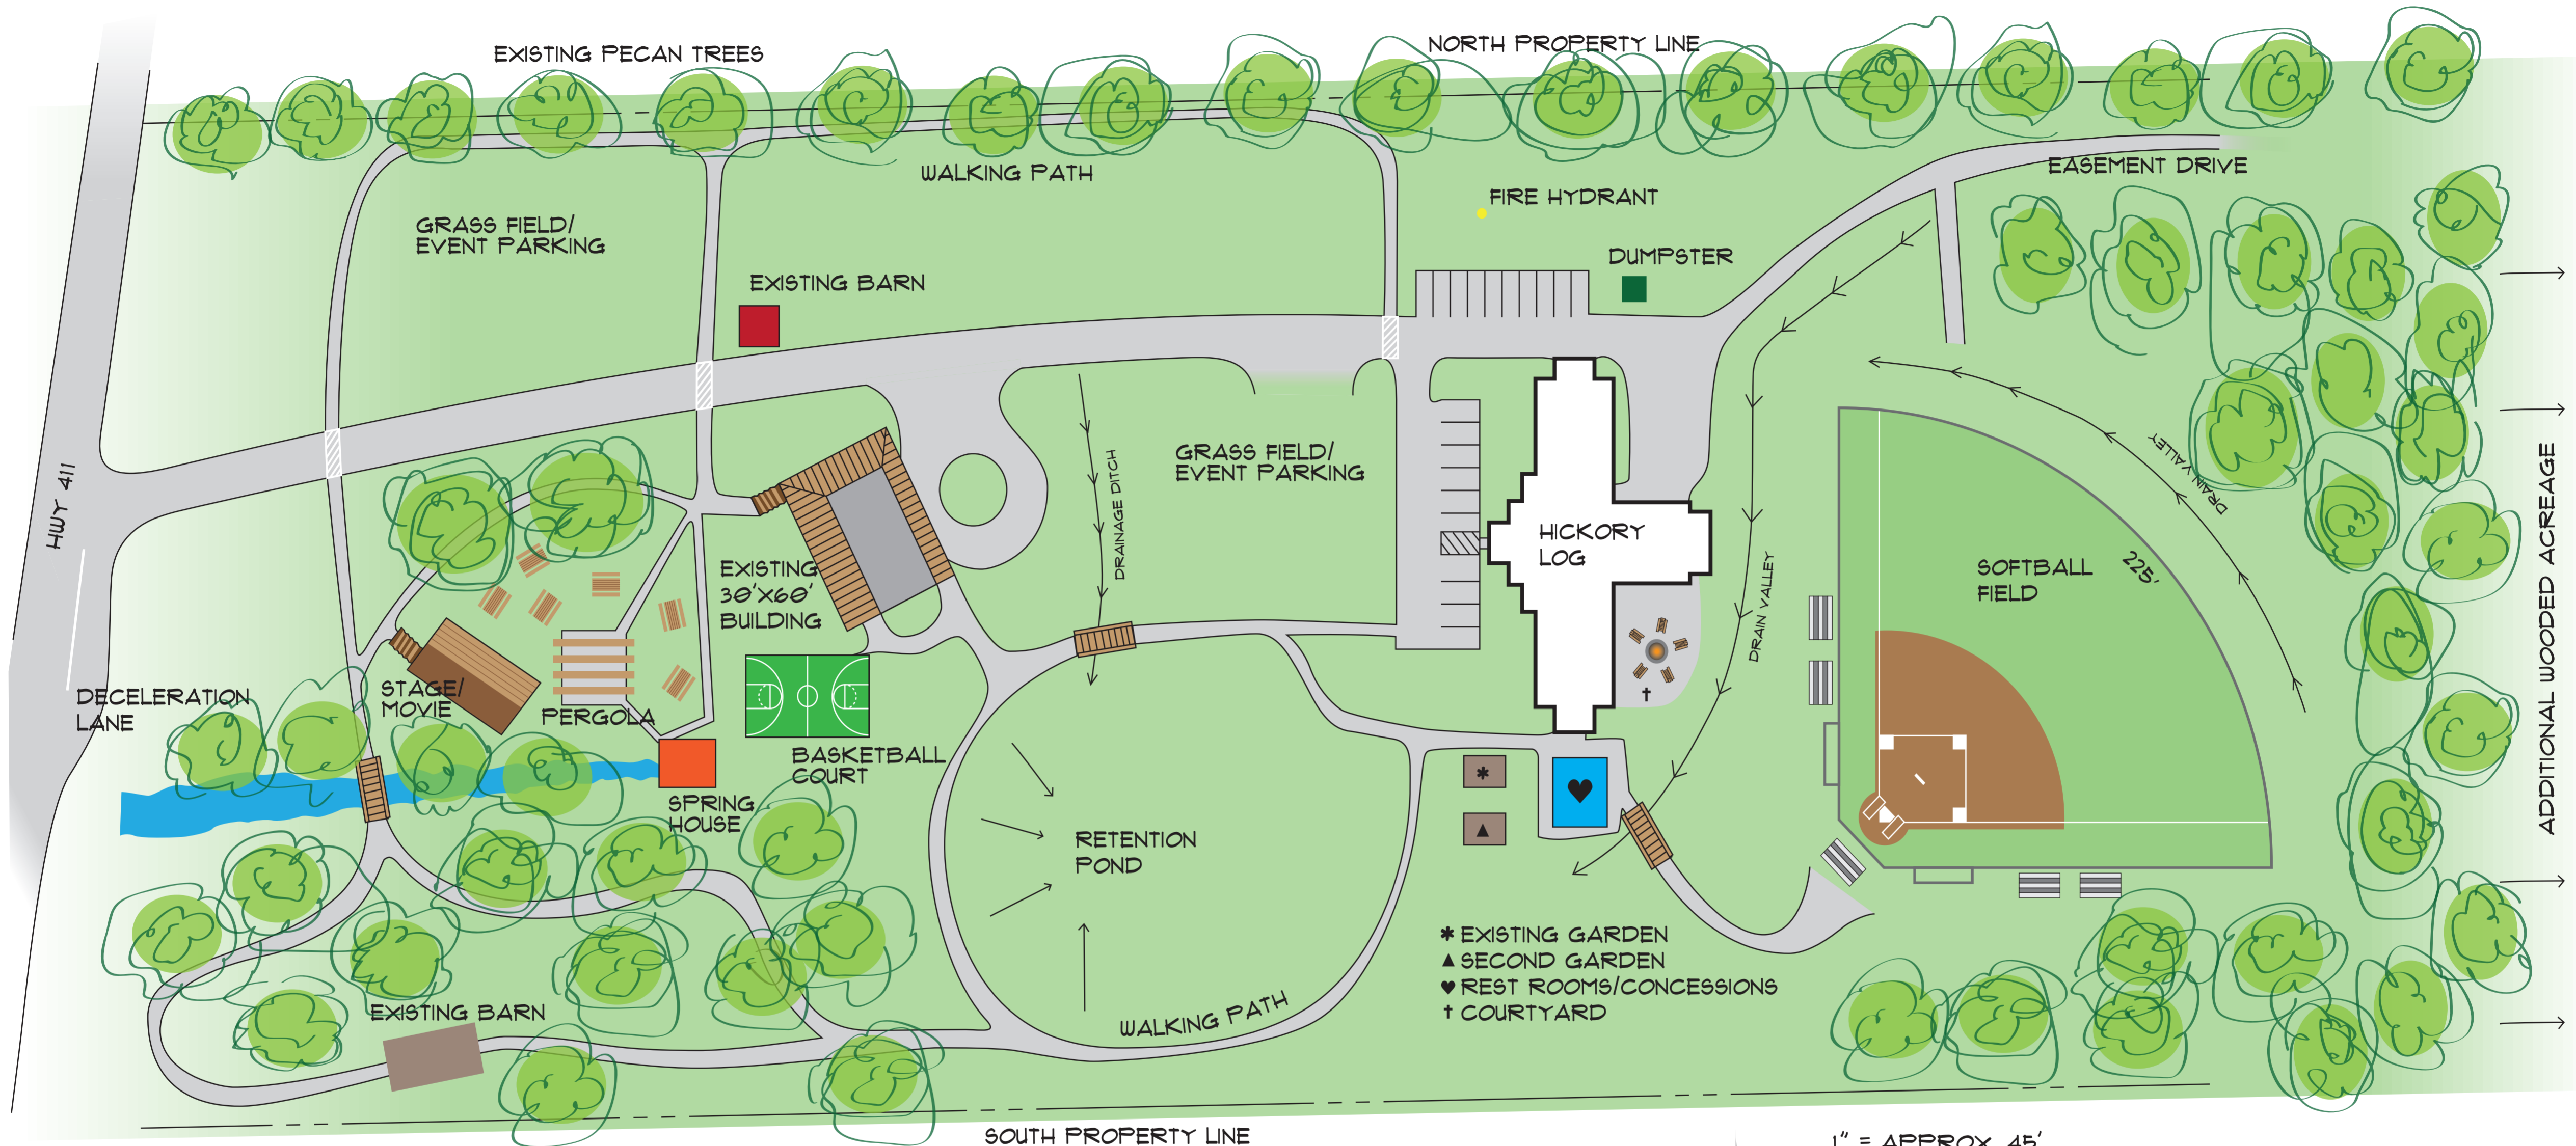 EXISTING PECAN TREES
NORTH PROPERTY LINE
WALKING PATH
EASEMENT DRIVE
FIRE HYDRANT
GRASS FIELD/
EVENT PARKING
DUMPSTER
EXISTING BARN
HWY 411
DRAINAGE DITCH
GRASS FIELD/
EVENT PARKING
HICKORY
LOG
DRAIN VALLEY
DRAIN VALLEY
SOFTBALL
FIELD
225'
ADDITIONAL WOODED ACREAGE
EXISTING
30'X60'
BUILDING
DECELERATION
LANE
STAGE/
MOVIE
PERGOLA
✝
BASKETBALL
COURT
SPRING
HOUSE
*
♥
▲
RETENTION
POND
* EXISTING GARDEN
▲ SECOND GARDEN
♥ REST ROOMS/CONCESSIONS
✝ COURTYARD
EXISTING BARN
WALKING PATH
SOUTH PROPERTY LINE
1" = APPROX. 45'